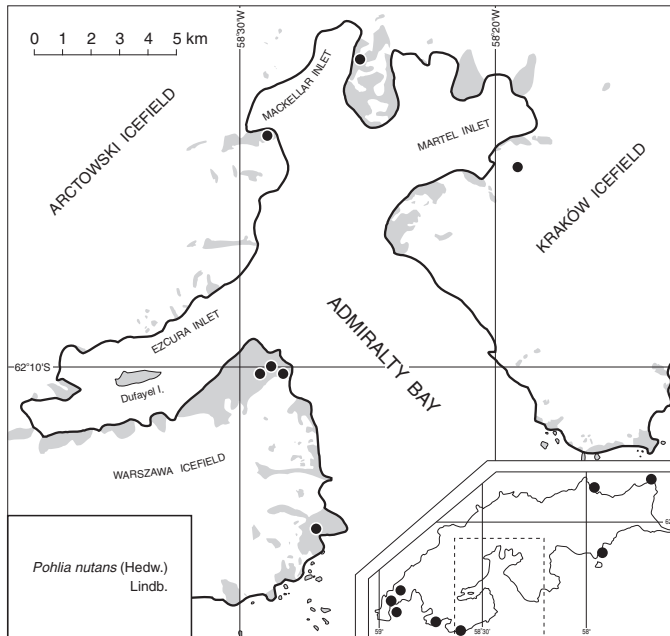 58°30'W
58°20'W
0 1 2 3 4 5 km
MACKELLAR INLET
MARTEL INLET
ARCTOWSKI ICEFIELD
KRAKÓW ICEFIELD
EZCURA INLET
ADMIRALTY BAY
62°10'S
Dufayel I.
WARSZAWA ICEFIELD
Pohlia nutans (Hedw.)
Lindb.
62
59°
58°30'
58°